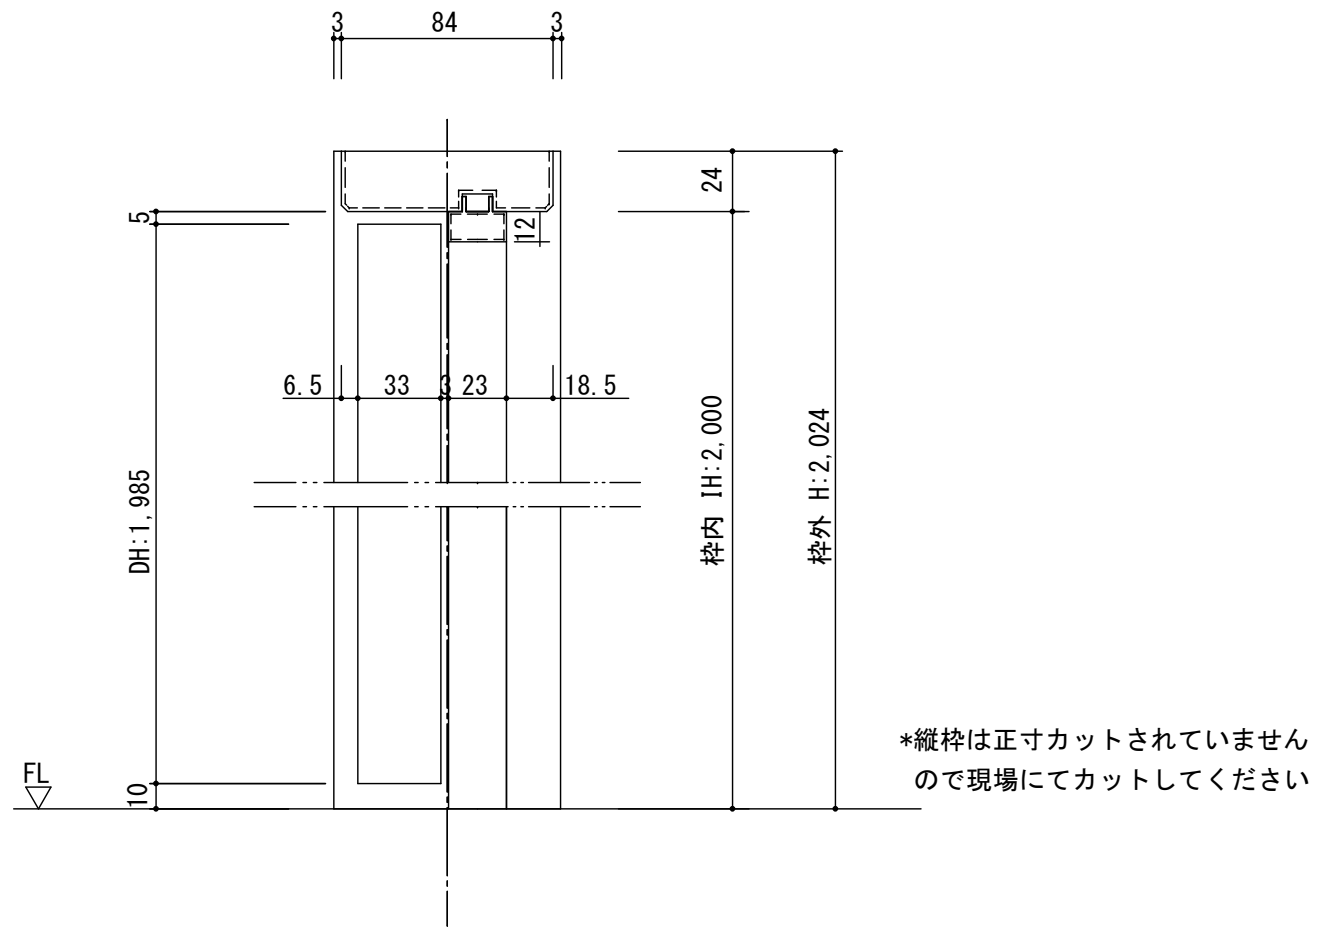 3 84 3
24
5
12
6.5 33 3 23 18.5
枠内 IH:2,000
枠外 H:2,024
DH:1,985
*縦枠は正寸カットされていません
ので現場にてカットしてください
FL
10